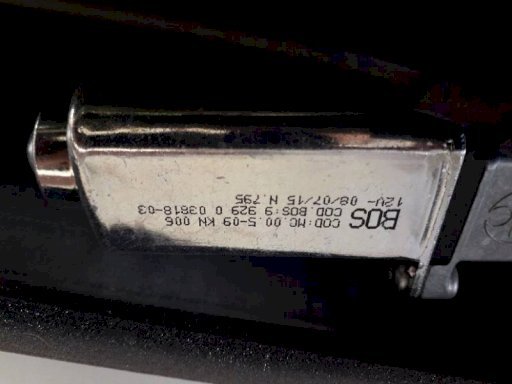 BOS
COD:MC.00.5-09 KN 006
COD BOS:9 929 0 03818-03
12V~ 08/07/15 N.795